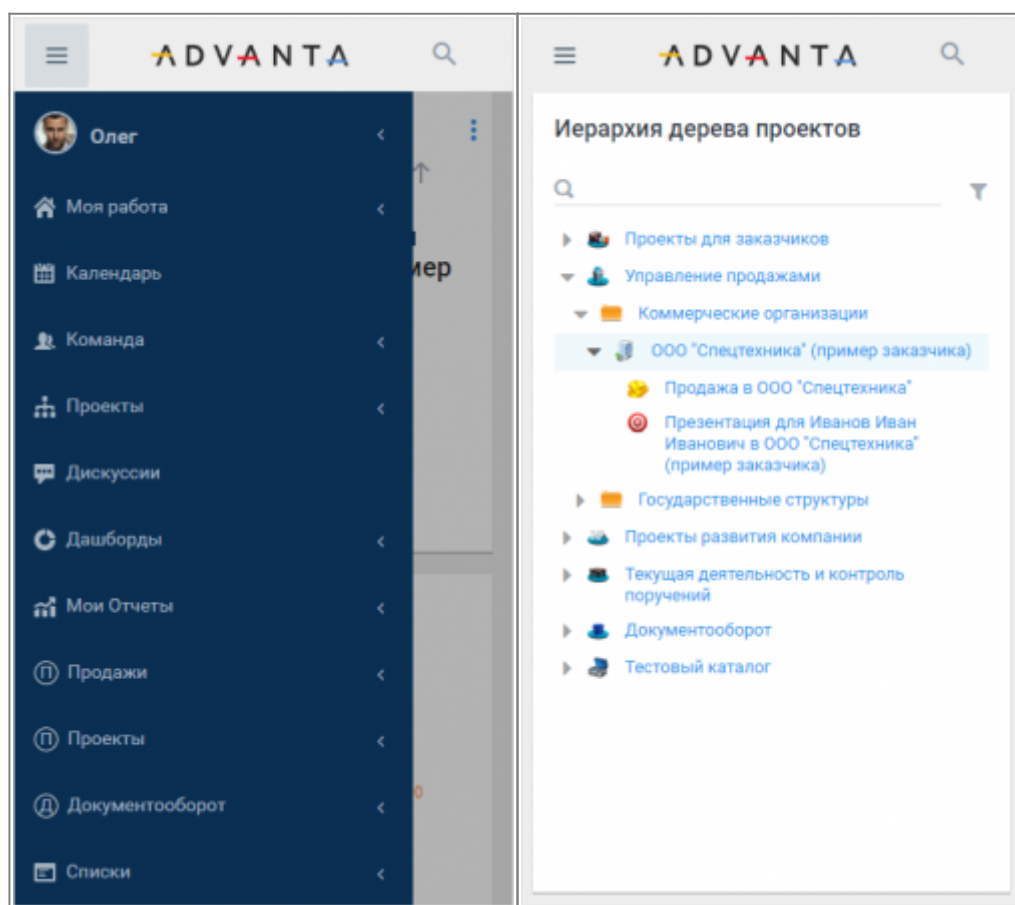 ADVANTA
Олег
Моя работа
Календарь
Команда
Проекты
Дискуссии
Дашборды
Мои Отчеты
П Продажи
П Проекты
Д Документооборот
Списки
0
ADVANTA
Иерархия дерева проектов
Проекты для заказчиков
Управление продажами
Коммерческие организации
ООО "Спецтехника" (пример заказчика)
Продажа в ООО "Спецтехника"
Презентация для Иванов Иван
Иванович в ООО "Спецтехника"
(пример заказчика)
Государственные структуры
Проекты развития компании
Текущая деятельность и контроль
поручений
Документооборот
Тестовый каталог